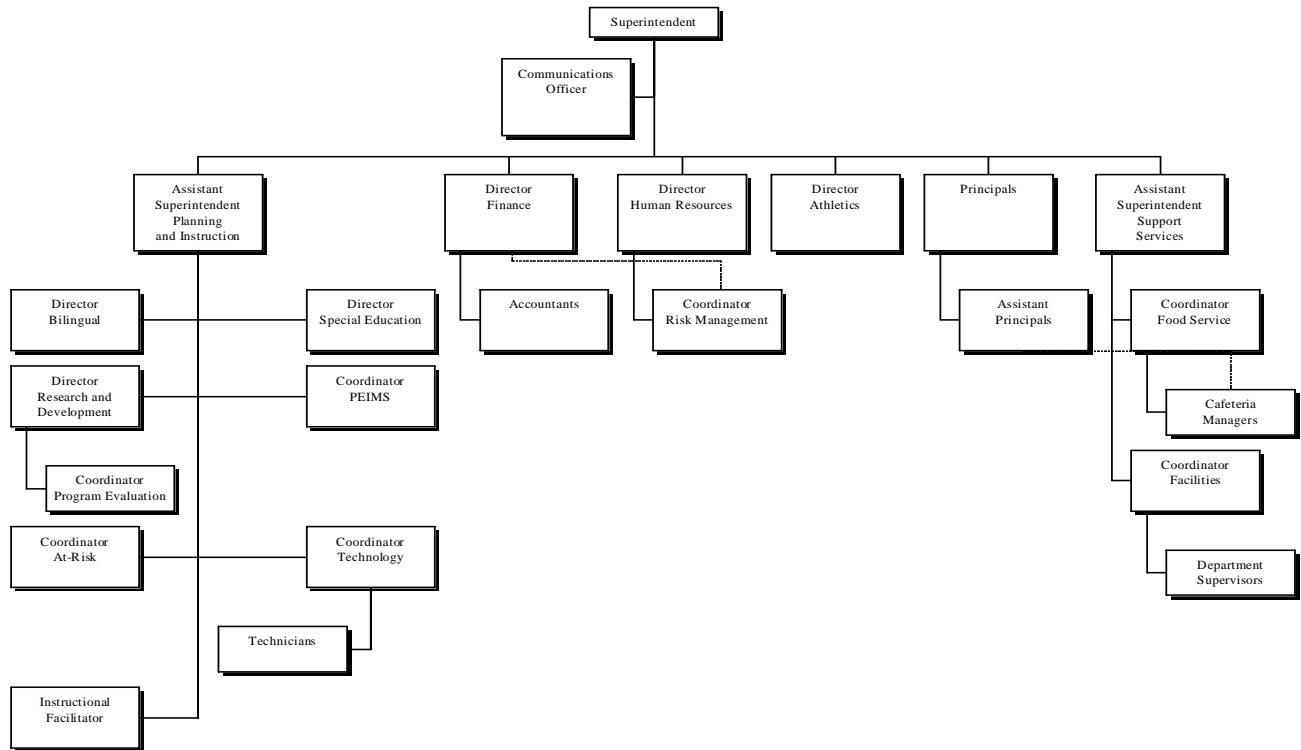 Superintendent
Communications
Officer
Assistant
Superintendent
Planning
and Instruction
Director
Finance
Director
Human Resources
Director
Athletics
Principals
Assistant
Superintendent
Support
Services
Director
Bilingual
Director
Special Education
Accountants
Coordinator
Risk Management
Assistant
Principals
Coordinator
Food Service
Director
Research and
Development
Coordinator
PEIMS
Cafeteria
Managers
Coordinator
Program Evaluation
Coordinator
Facilities
Coordinator
At-Risk
Coordinator
Technology
Department
Supervisors
Technicians
Instructional
Facilitator